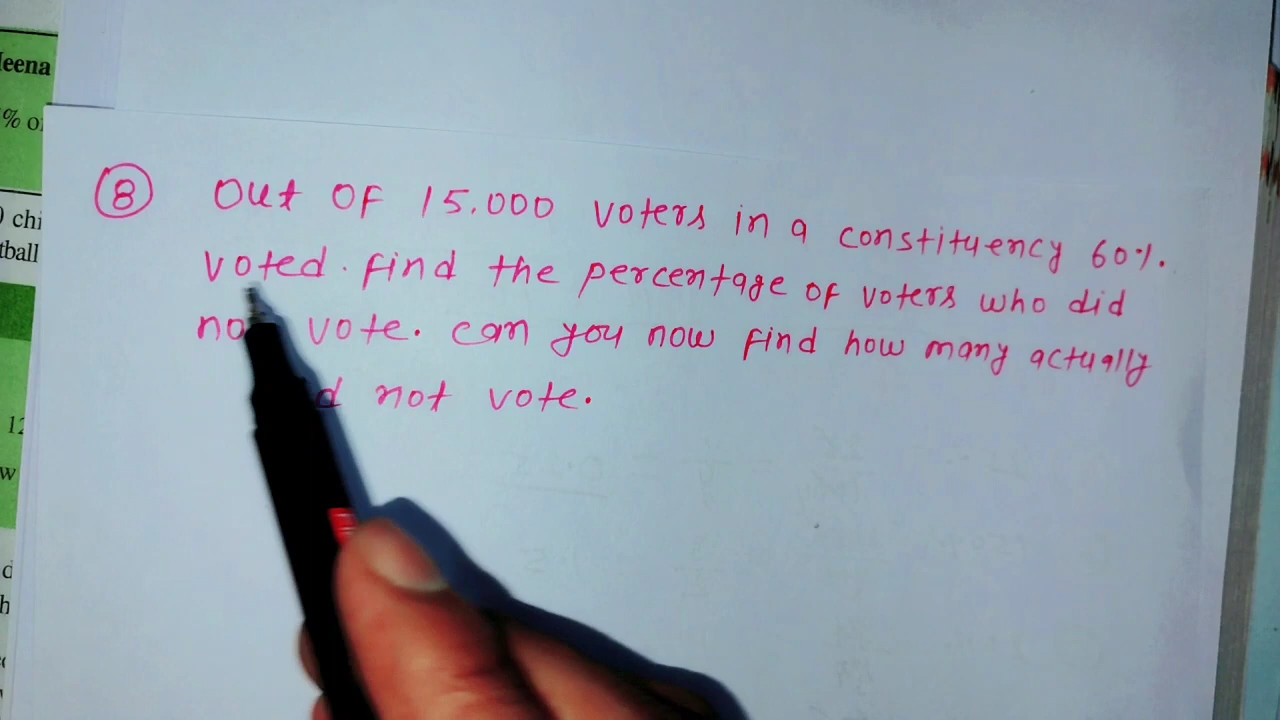 leena
% o
) chi
tball
12
w
d
h
8 Out OF 15.000 voters in a constituency 60%.
voted. find the percentage of voters who did
vote. can you now find how many actually
not vote.